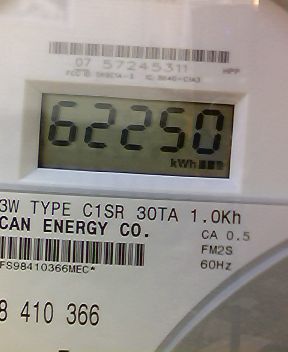 07 57245311
HPP
62250
kWh
3W TYPE C1SR 30TA 1.0Kh
CAN ENERGY CO.
CA 0.5
FM2S
FS98410366MEC*
60Hz
8 410 366